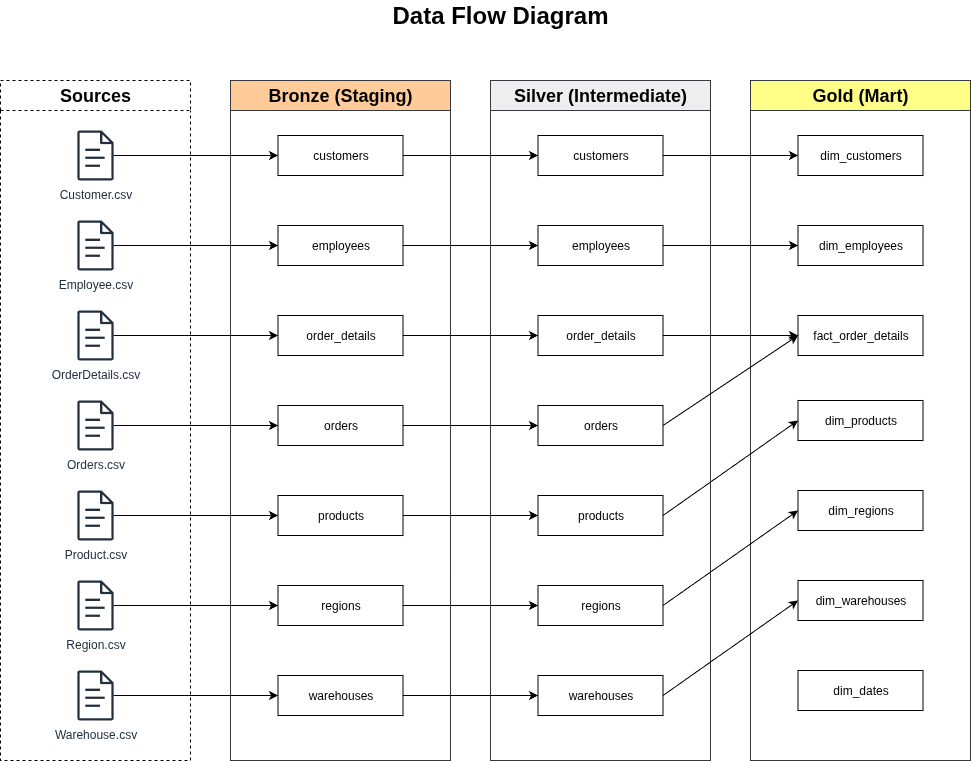 Data Flow Diagram
Sources
Bronze (Staging)
Silver (Intermediate)
Gold (Mart)
customers
customers
dim_customers
Customer.csv
employees
employees
dim_employees
Employee.csv
order_details
order_details
fact_order_details
OrderDetails.csv
orders
orders
dim_products
Orders.csv
products
products
dim_regions
Product.csv
regions
regions
dim_warehouses
Region.csv
warehouses
warehouses
dim_dates
Warehouse.csv